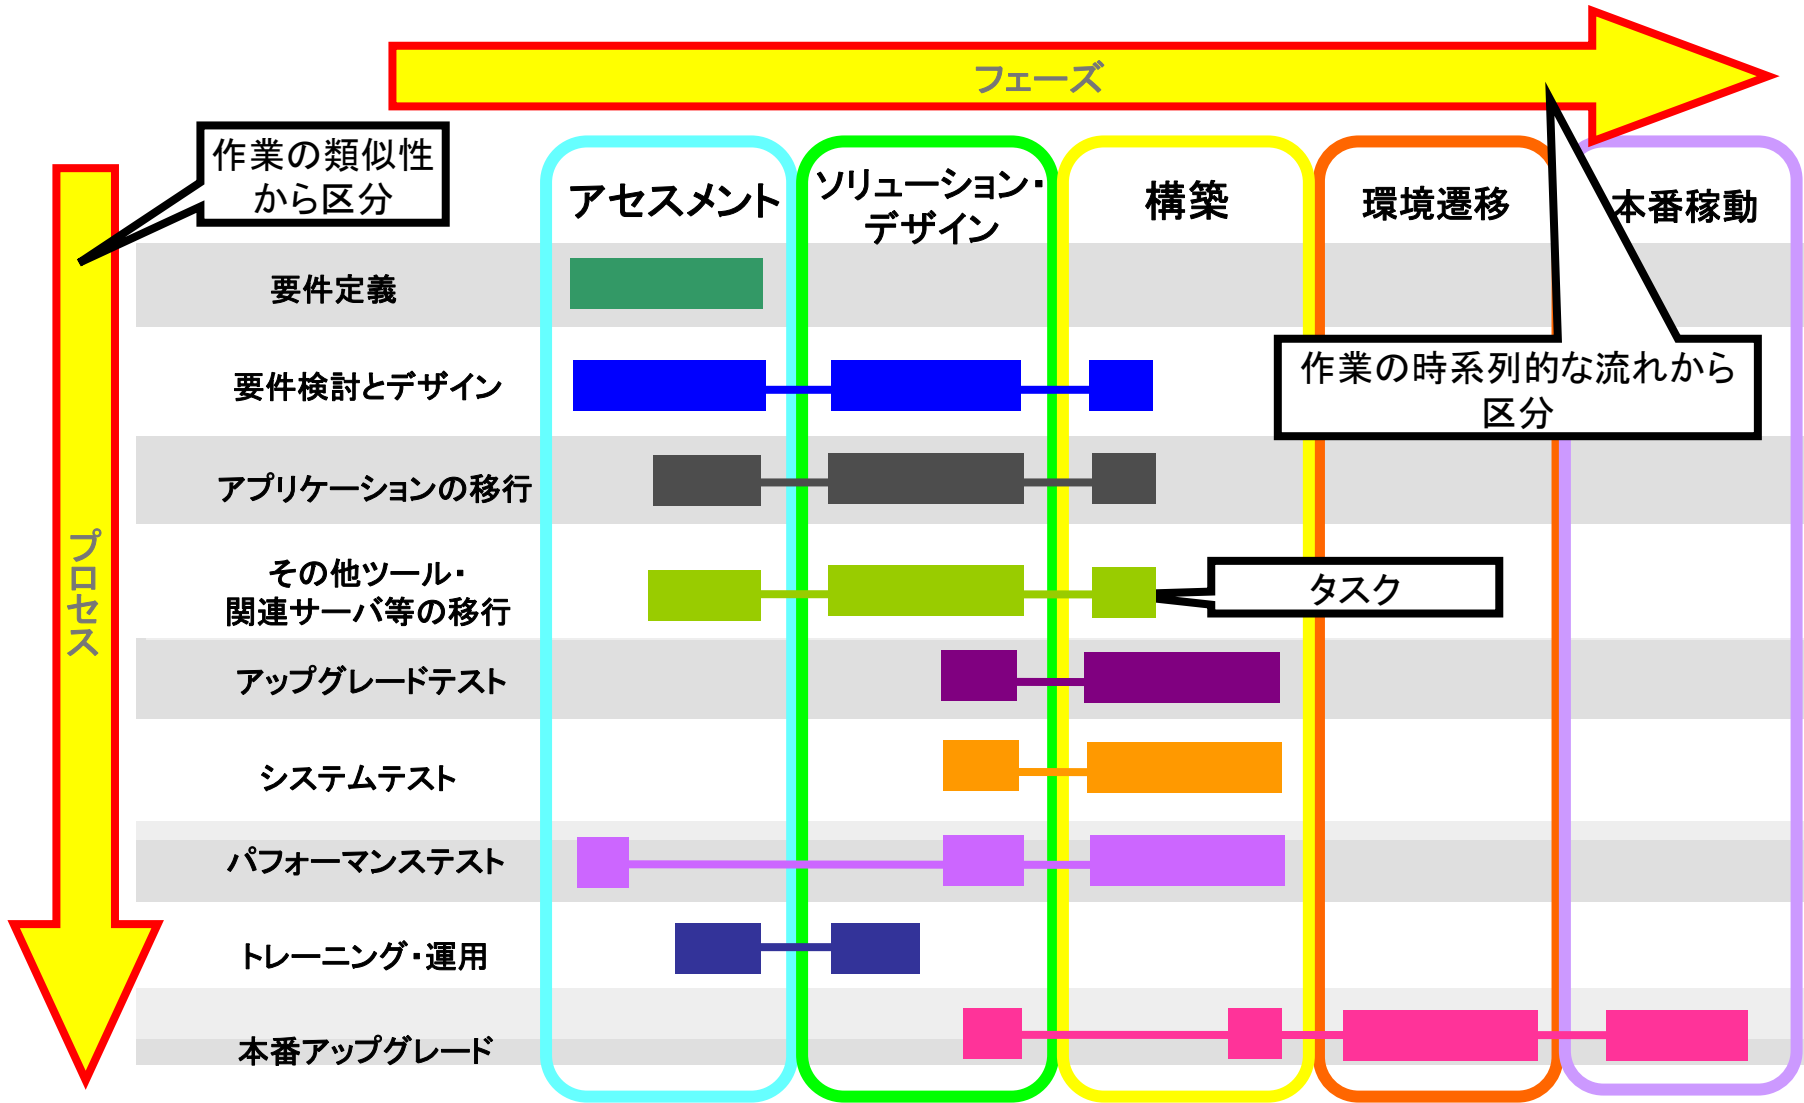 フェーズ
作業の類似性
から区分
アセスメント
ソリューション・
デザイン
構築
環境遷移
本番稼動
要件定義
作業の時系列的な流れから
区分
要件検討とデザイン
アプリケーションの移行
プロセス
その他ツール・
関連サーバ等の移行
タスク
アップグレードテスト
システムテスト
パフォーマンステスト
トレーニング・運用
本番アップグレード